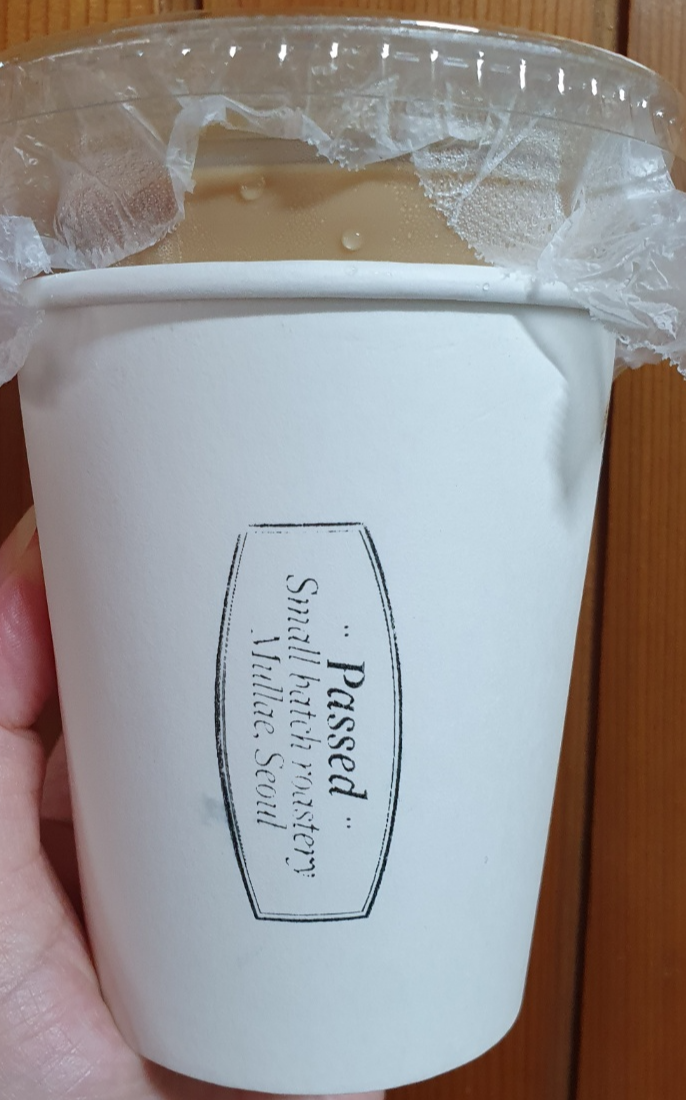 ·· Passed ··
Small batch roastery
Mullae, Seoul